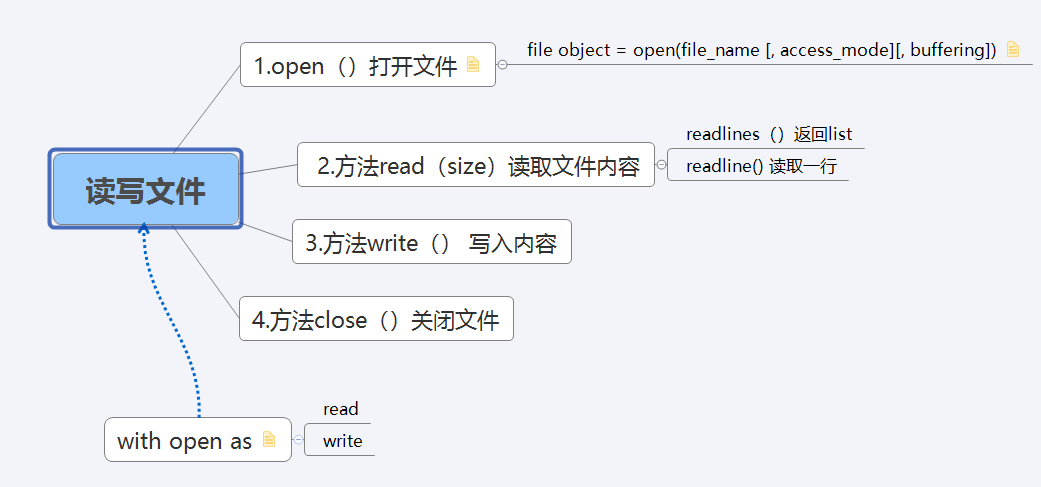 读写文件
1.open（）打开文件
file object = open(file_name [, access_mode][, buffering])
2.方法read（size）读取文件内容
readlines（）返回list
readline() 读取一行
3.方法write（） 写入内容
4.方法close（）关闭文件
with open as
read
write